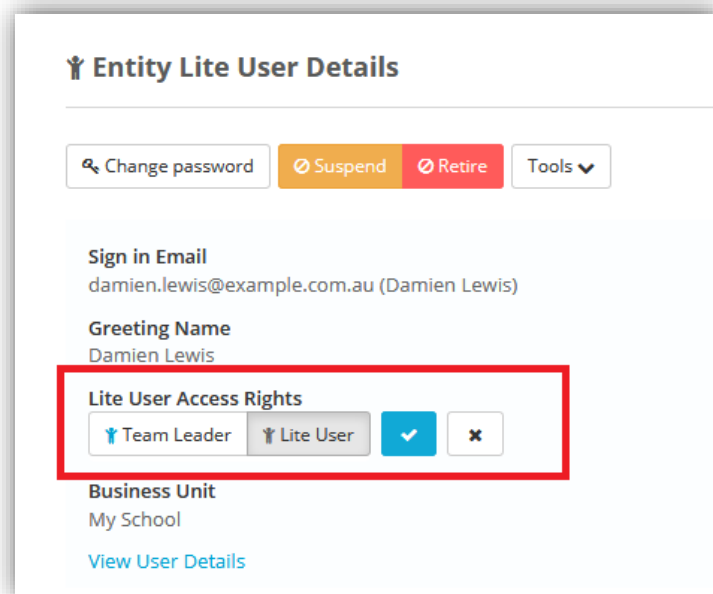 Entity Lite User Details
Change password Suspend Retire Tools
Sign in Email
damien.lewis@example.com.au (Damien Lewis)
Greeting Name
Damien Lewis
Lite User Access Rights
Team Leader Lite User
Business Unit
My School
View User Details